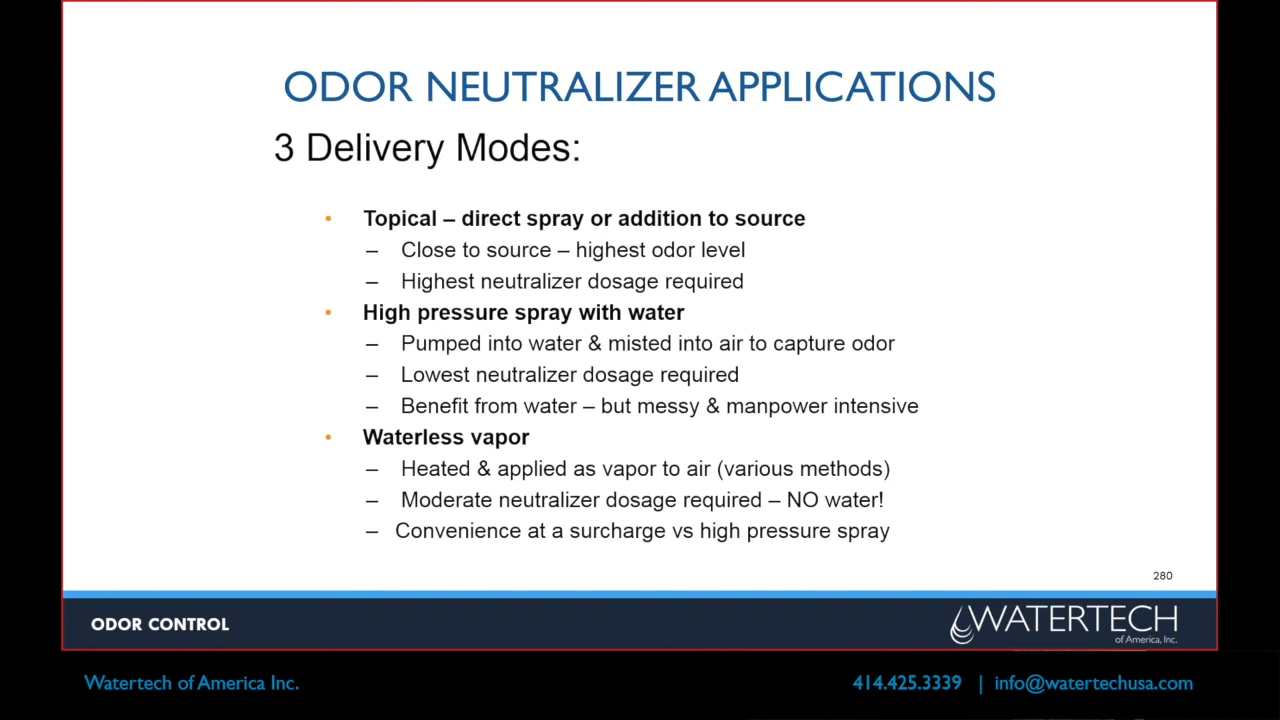 ODOR NEUTRALIZER APPLICATIONS
3 Delivery Modes:
• Topical – direct spray or addition to source
– Close to source – highest odor level
– Highest neutralizer dosage required
• High pressure spray with water
– Pumped into water & misted into air to capture odor
– Lowest neutralizer dosage required
– Benefit from water – but messy & manpower intensive
• Waterless vapor
– Heated & applied as vapor to air (various methods)
– Moderate neutralizer dosage required – NO water!
– Convenience at a surcharge vs high pressure spray
280
ODOR CONTROL
WATERTECH
of America, Inc.
Watertech of America Inc.
414.425.3339 | info@watertechusa.com